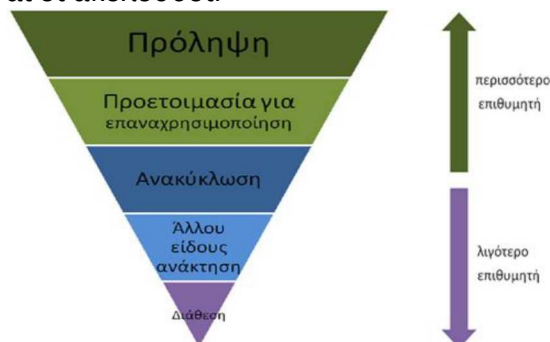 Πρόληψη
Προετοιμασία για
επαναχρησιμοποίηση
Ανακύκλωση
Άλλου
είδους
ανάκτηση
Διάθεση
περισσότερο
επιθυμητή
λιγότερο
επιθυμητή